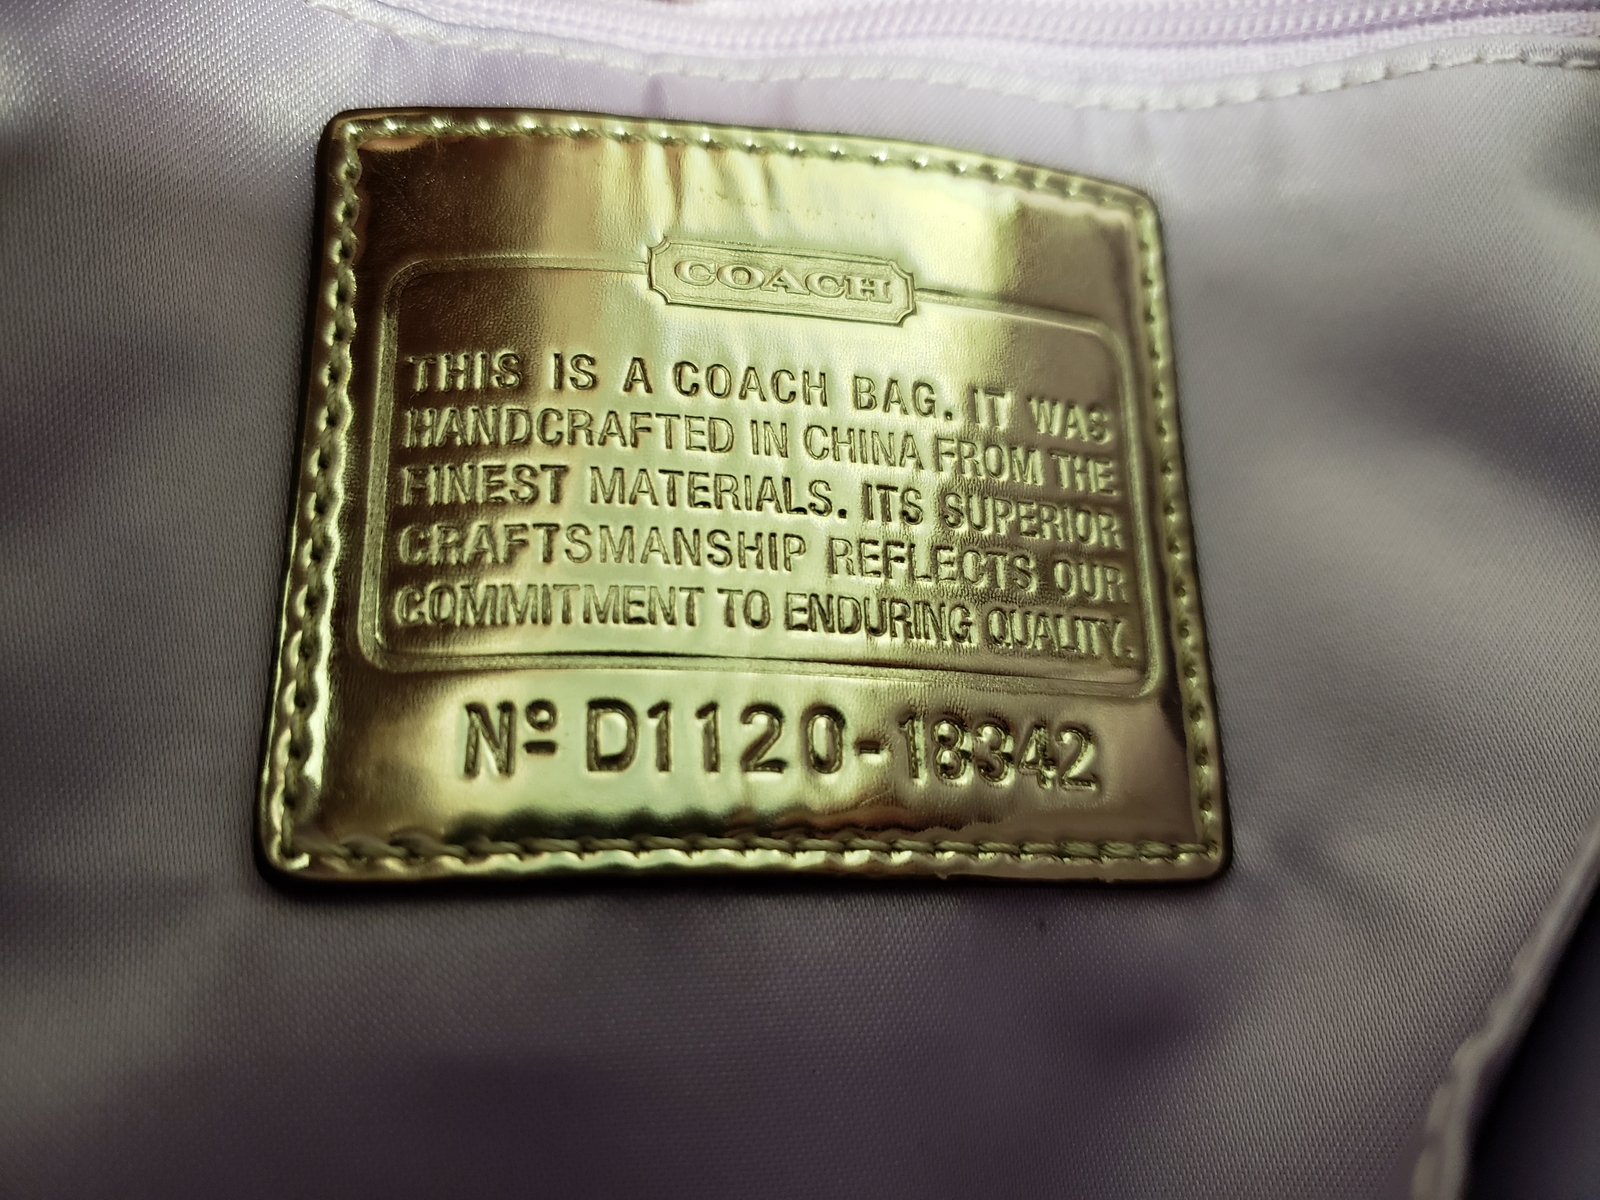 COACH
THIS IS A COACH BAG. IT WAS
HANDCRAFTED IN CHINA FROM THE
FINEST MATERIALS. ITS SUPERIOR
CRAFTSMANSHIP REFLECTS OUR
COMMITMENT TO ENDURING QUALITY.
Nº D1120-18342